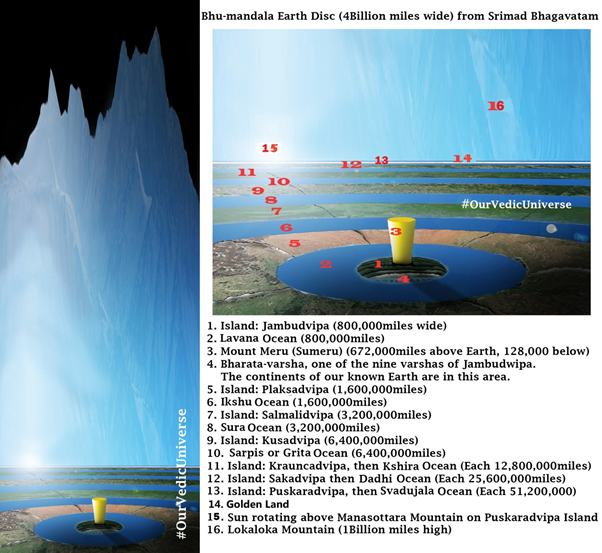 Bhu-mandala Earth Disc (4Billion miles wide) from Srimad Bhagavatam
16
15
13
14
12
11
10
9
8
#OurVedicUniverse
7
6
3
5
2
1
4
1. Island: Jambudvipa (800,000miles wide)
2. Lavana Ocean (800,000miles)
3. Mount Meru (Sumeru) (672,000miles above Earth, 128,000 below)
4. Bharata-varsha, one of the nine varshas of Jambudwipa.
The continents of our known Earth are in this area.
5. Island: Plaksadvipa (1,600,000miles)
6. Ikshu Ocean (1,600,000miles)
7. Island: Salmalidvipa (3,200,000miles)
8. Sura Ocean (3,200,000miles)
9. Island: Kusadvipa (6,400,000miles)
10. Sarpis or Grita Ocean (6,400,000miles)
11. Island: Krauncadvipa, then Kshira Ocean (Each 12,800,000miles)
12. Island: Sakadvipa then Dadhi Ocean (Each 25,600,000miles)
13. Island: Puskaradvipa, then Svadujala Ocean (Each 51,200,000)
14. Golden Land
15. Sun rotating above Manasottara Mountain on Puskaradvipa Island
16. Lokaloka Mountain (1Billion miles high)
#OurVedicUniverse